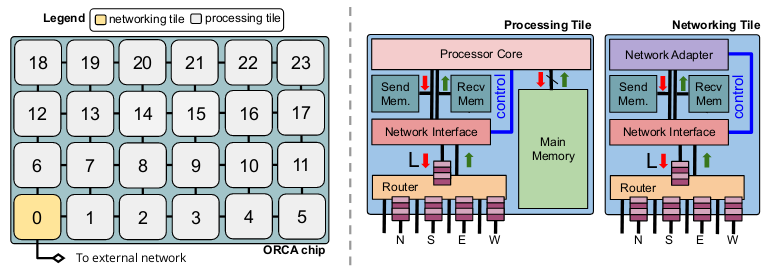 Legend networking tile processing tile
18 19 20 21 22 23
12 13 14 15 16 17
6 7 8 9 10 11
0 1 2 3 4 5
ORCA chip
To external network
Processing Tile
Processor Core
Send
Mem.
Recv
Mem
control
Network Interface
Main
Memory
L
Router
N S E W
Networking Tile
Network Adapter
Send
Mem.
Recv
Mem
control
Network Interface
L
Router
N S E W